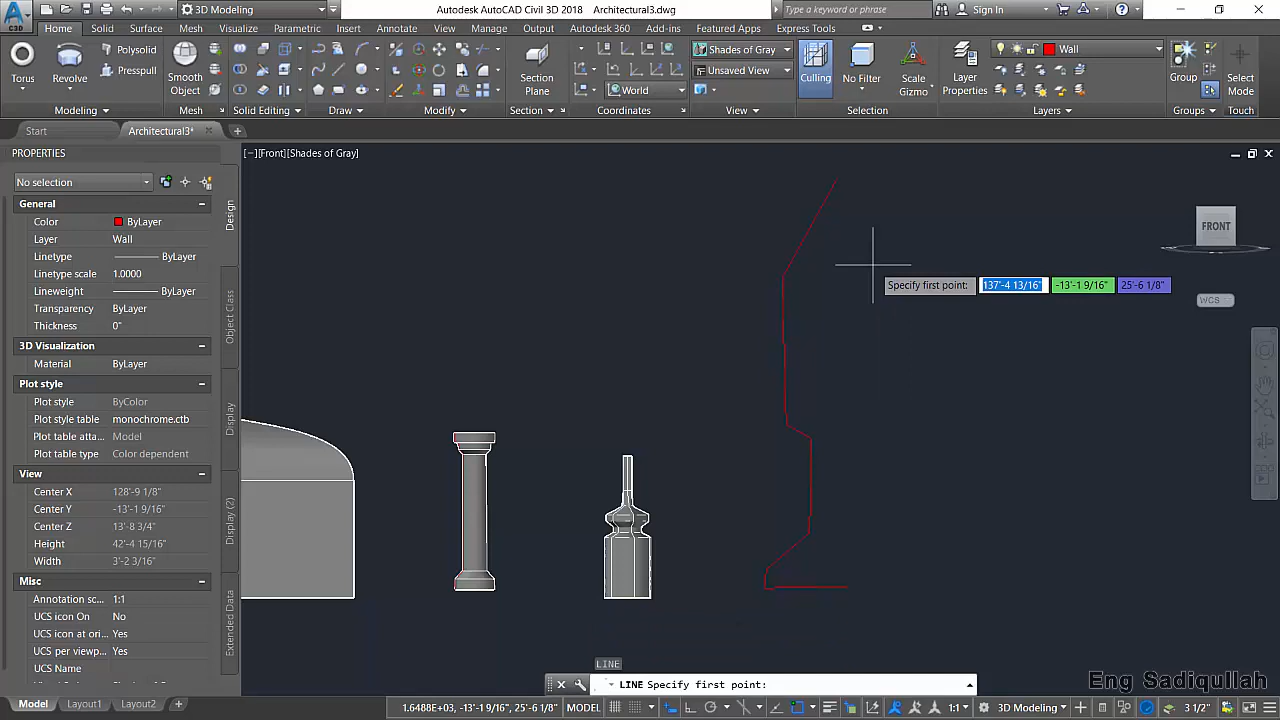 3D Modeling
Autodesk AutoCAD Civil 3D 2018 Architectural3.dwg
Type a keyword or phrase
Sign In
C3D
Home Solid Surface Mesh Visualize Parametric Insert Annotate View Manage Output Autodesk 360 Add-ins Featured Apps Express Tools
Torus
Revolve
Polysolid
Presspull
Smooth
Object
Section
Plane
World
Shades of Gray
Unsaved View
Culling
No Filter
Scale
Gizmo
Layer
Properties
Wall
Group
Select
Mode
Modeling Mesh Solid Editing Draw Modify Section Coordinates View Selection Layers Groups Touch
Start Architectural3*
PROPERTIES
[−][Front][Shades of Gray]
No selection
General
Color ByLayer
Layer Wall
Linetype ByLayer
Linetype scale 1.0000
Lineweight ByLayer
Transparency ByLayer
Thickness 0"
3D Visualization
Material ByLayer
Plot style
Plot style ByColor
Plot style table monochrome.ctb
Plot table atta... Model
Plot table type Color dependent
View
Center X 128'-9 1/8"
Center Y -13'-1 9/16"
Center Z 13'-8 3/4"
Height 42'-4 15/16"
Width 3'-2 3/16"
Misc
Annotation sc... 1:1
UCS icon On No
UCS icon at ori... Yes
UCS per viewp... Yes
UCS Name
Design
Object Class
Display
Display (2)
Extended Data
FRONT
WCS
Specify first point: 137'-4 13/16" -13'-1 9/16" 25'-6 1/8"
LINE
LINE Specify first point:
Eng Sadiqullah
Model Layout1 Layout2
1.6488E+03, -13'-1 9/16", 25'-6 1/8" MODEL
1:1
3D Modeling
3 1/2"